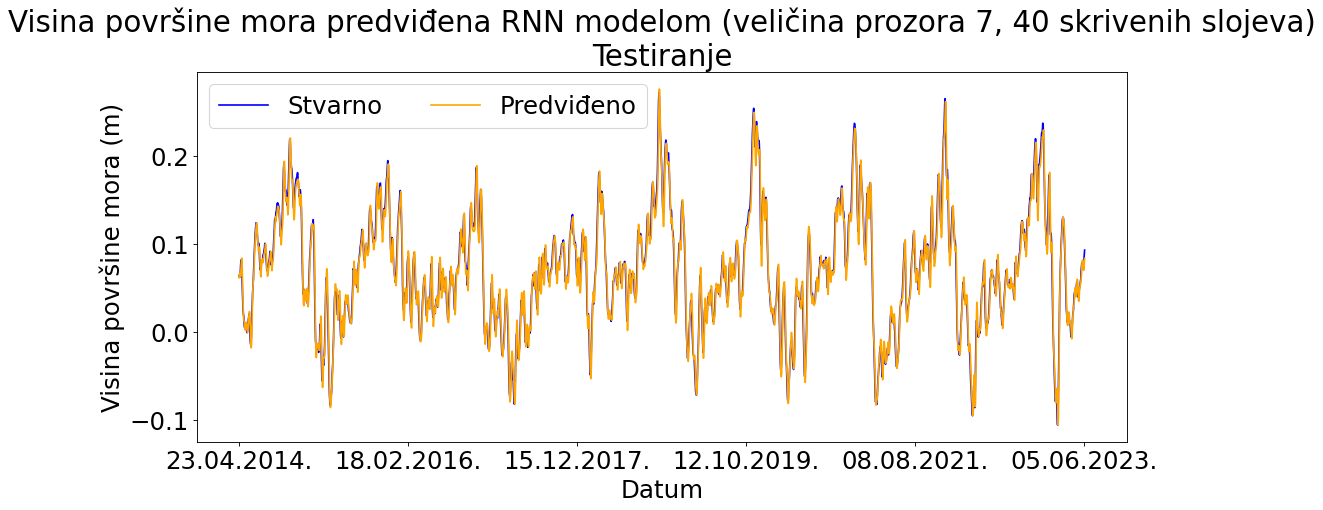 Visina površine mora predviđena RNN modelom (veličina prozora 7, 40 skrivenih slojeva)
Testiranje
Stvarno
Predviđeno
Visina površine mora (m)
0.2
0.1
0.0
−0.1
23.04.2014.
18.02.2016.
15.12.2017.
12.10.2019.
08.08.2021.
05.06.2023.
Datum